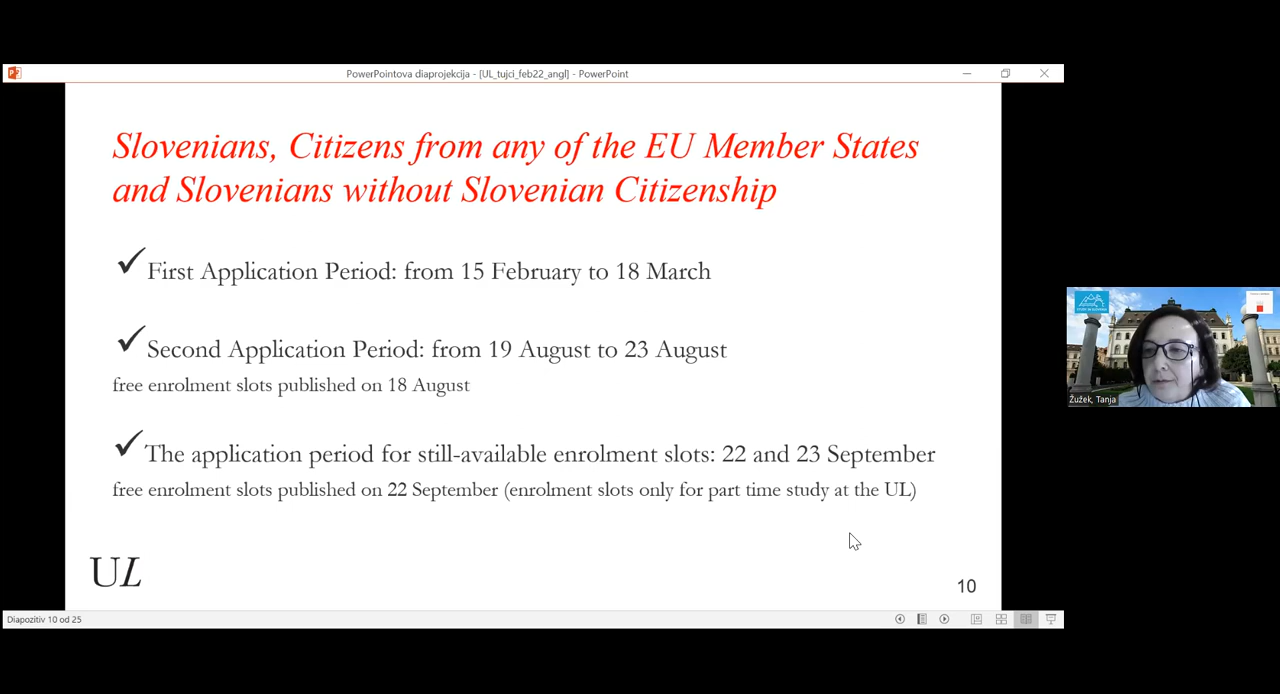 PowerPointova diaprojekcija - [UL_tujci_feb22_angl] - PowerPoint
Slovenians, Citizens from any of the EU Member States
and Slovenians without Slovenian Citizenship
First Application Period: from 15 February to 18 March
Second Application Period: from 19 August to 23 August
free enrolment slots published on 18 August
The application period for still-available enrolment slots: 22 and 23 September
free enrolment slots published on 22 September (enrolment slots only for part time study at the UL)
UL
10
Diapozitiv 10 od 25
Žužek, Tanja